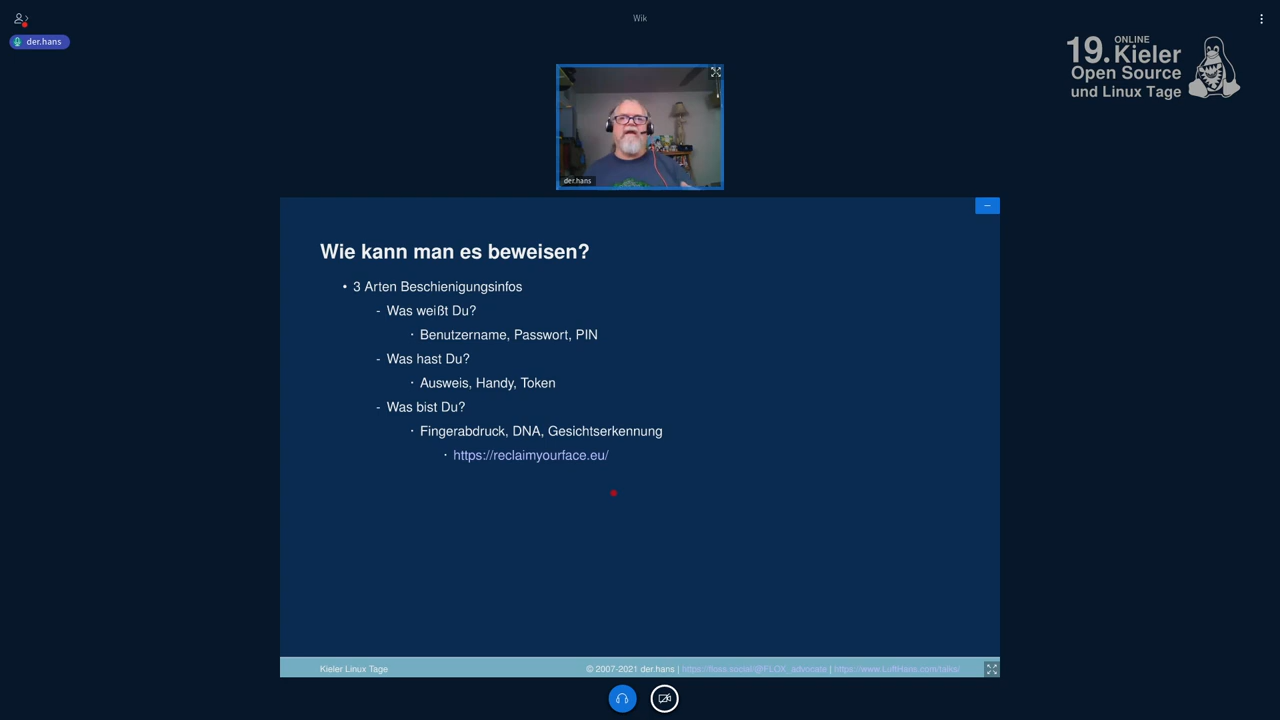 Wik
der.hans
19. ONLINE Kieler
Open Source
und Linux Tage
der.hans
Wie kann man es beweisen?
• 3 Arten Beschienigungsinfos
- Was weißt Du?
· Benutzername, Passwort, PIN
- Was hast Du?
· Ausweis, Handy, Token
- Was bist Du?
· Fingerabdruck, DNA, Gesichtserkennung
· https://reclaimyourface.eu/
Kieler Linux Tage
© 2007-2021 der.hans | https://floss.social/@FLOX_advocate | https://www.LuftHans.com/talks/